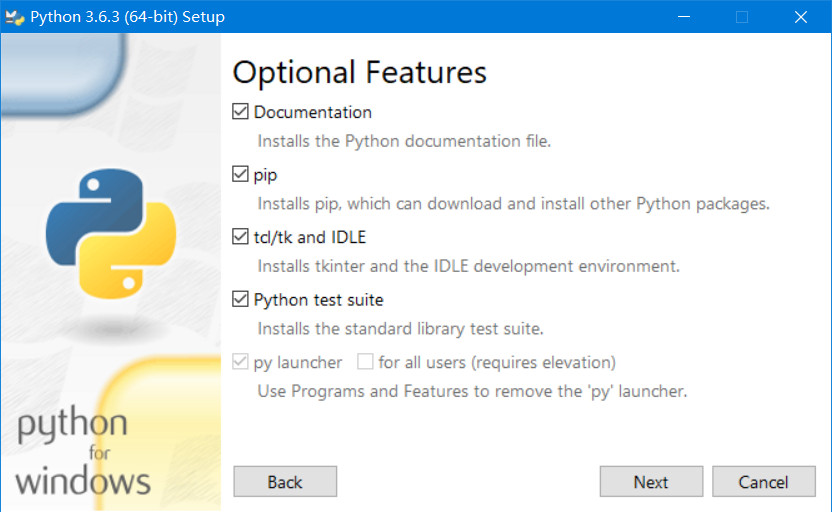 Python 3.6.3 (64-bit) Setup
Optional Features
Documentation
Installs the Python documentation file.
pip
Installs pip, which can download and install other Python packages.
tcl/tk and IDLE
Installs tkinter and the IDLE development environment.
Python test suite
Installs the standard library test suite.
py launcher for all users (requires elevation)
Use Programs and Features to remove the 'py' launcher.
python
for
windows
Back Next Cancel